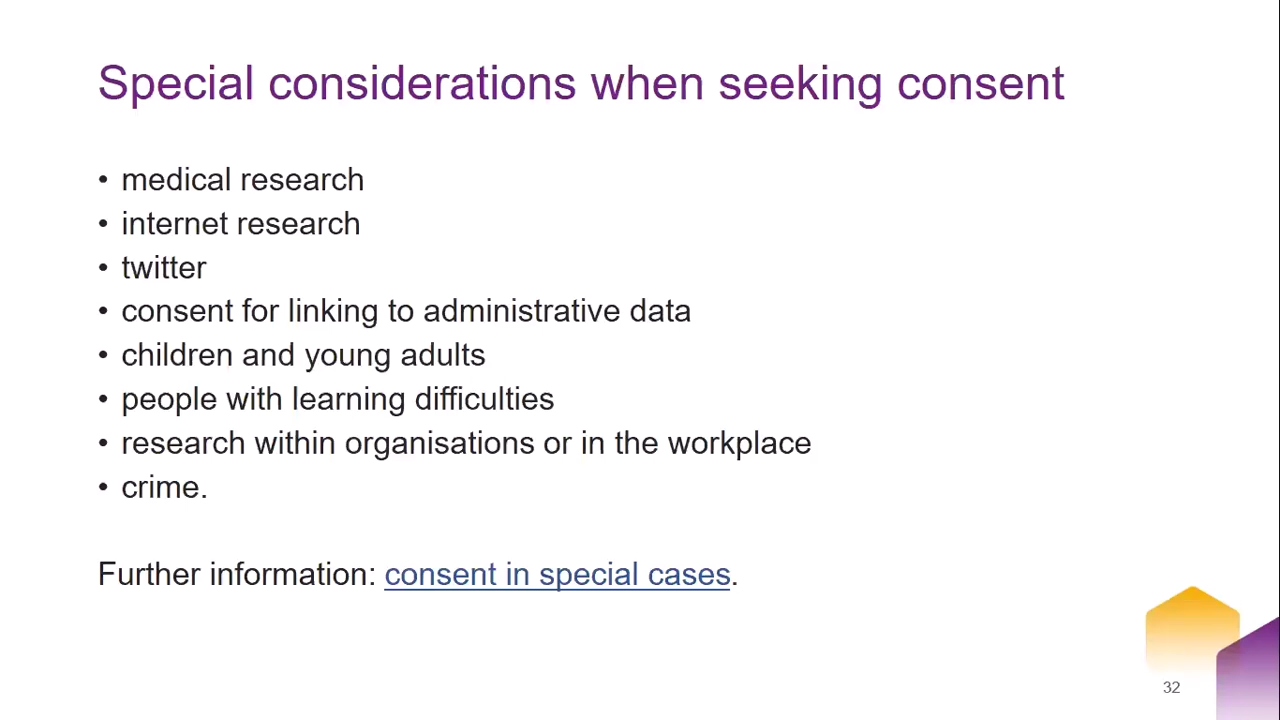 Special considerations when seeking consent
• medical research
• internet research
• twitter
• consent for linking to administrative data
• children and young adults
• people with learning difficulties
• research within organisations or in the workplace
• crime.
Further information: consent in special cases.
32